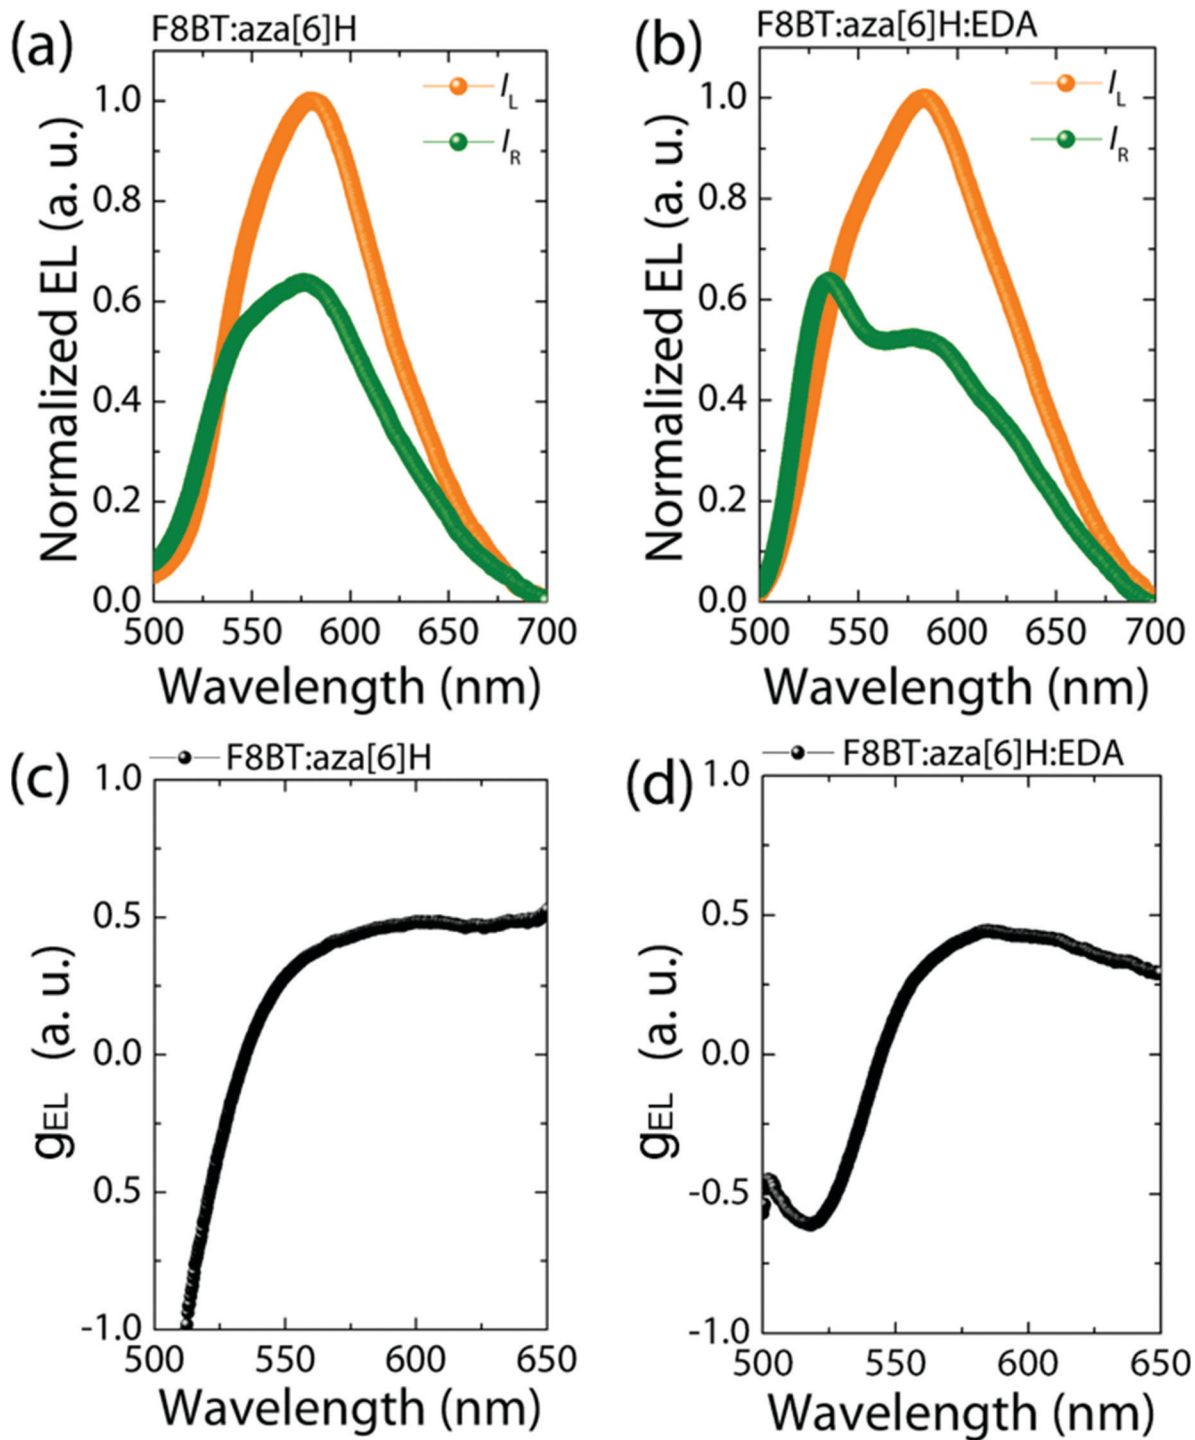 (a) F8BT:aza[6]H
I_L
I_R
Normalized EL (a. u.)
1.0
0.8
0.6
0.4
0.2
0.0
500 550 600 650 700
Wavelength (nm)
(b) F8BT:aza[6]H:EDA
I_L
I_R
Normalized EL (a. u.)
1.0
0.8
0.6
0.4
0.2
0.0
500 550 600 650 700
Wavelength (nm)
(c) F8BT:aza[6]H
gEL (a. u.)
1.0
0.5
0.0
0.5
-1.0
500 550 600 650
Wavelength (nm)
(d) F8BT:aza[6]H:EDA
gEL (a. u.)
1.0
0.5
0.0
-0.5
-1.0
500 550 600 650
Wavelength (nm)